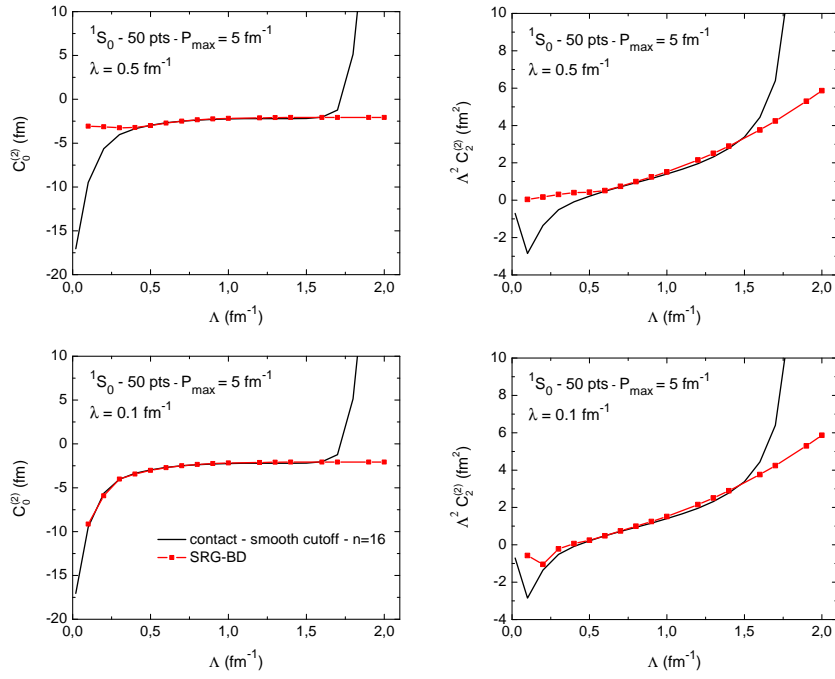 ¹S₀ - 50 pts - P_max = 5 fm⁻¹
λ = 0.5 fm⁻¹
C₀⁽²⁾ (fm)
10
5
0
-5
-10
-15
-20
0,0 0,5 1,0 1,5 2,0
Λ (fm⁻¹)
¹S₀ - 50 pts - P_max = 5 fm⁻¹
λ = 0.5 fm⁻¹
Λ² C₂⁽²⁾ (fm²)
10
8
6
4
2
0
-2
-4
0,0 0,5 1,0 1,5 2,0
Λ (fm⁻¹)
¹S₀ - 50 pts - P_max = 5 fm⁻¹
λ = 0.1 fm⁻¹
C₀⁽²⁾ (fm)
10
5
0
-5
-10
-15
-20
contact - smooth cutoff - n=16
SRG-BD
0,0 0,5 1,0 1,5 2,0
Λ (fm⁻¹)
¹S₀ - 50 pts - P_max = 5 fm⁻¹
λ = 0.1 fm⁻¹
Λ² C₂⁽²⁾ (fm²)
10
8
6
4
2
0
-2
-4
0,0 0,5 1,0 1,5 2,0
Λ (fm⁻¹)